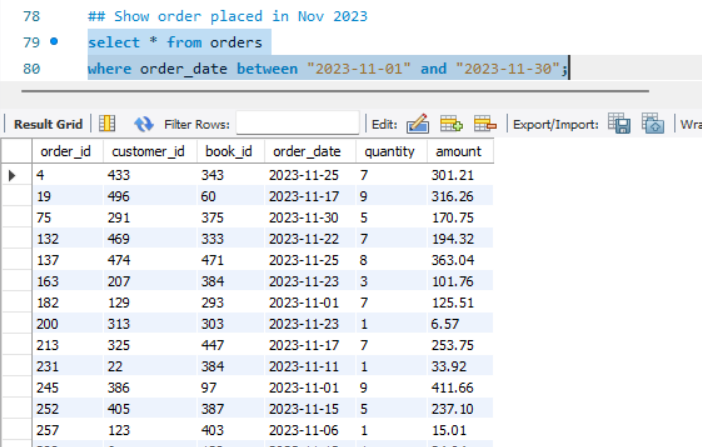 78 ## Show order placed in Nov 2023
79 select * from orders
80 where order_date between "2023-11-01" and "2023-11-30";
Result Grid Filter Rows: Edit: Export/Import: Wra
order_id customer_id book_id order_date quantity amount
4 433 343 2023-11-25 7 301.21
19 496 60 2023-11-17 9 316.26
75 291 375 2023-11-30 5 170.75
132 469 333 2023-11-22 7 194.32
137 474 471 2023-11-25 8 363.04
163 207 384 2023-11-23 3 101.76
182 129 293 2023-11-01 7 125.51
200 313 303 2023-11-23 1 6.57
213 325 447 2023-11-17 7 253.75
231 22 384 2023-11-11 1 33.92
245 386 97 2023-11-01 9 411.66
252 405 387 2023-11-15 5 237.10
257 123 403 2023-11-06 1 15.01